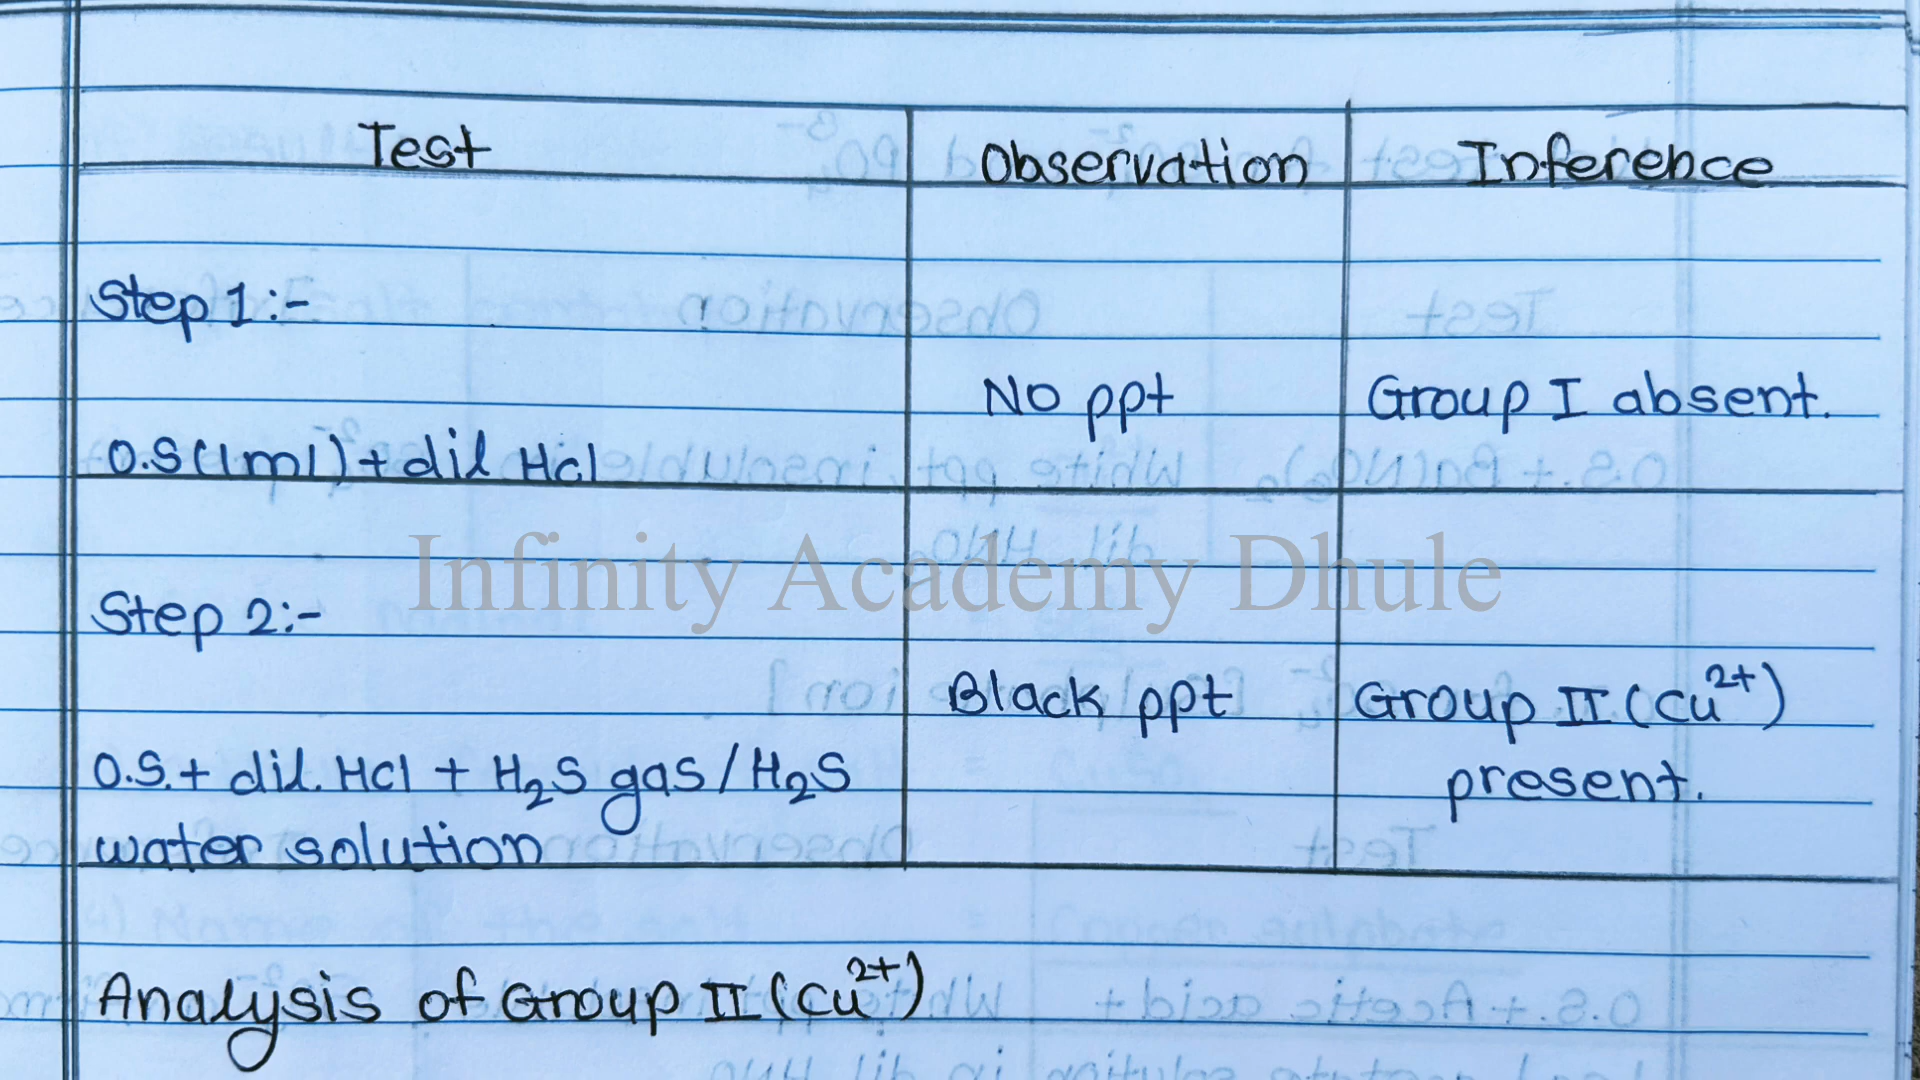 Test Observation Inference
Step 1:-
No ppt Group I absent.
O.S(1ml)+dil HCl
Infinity Academy Dhule
Step 2:-
Black ppt Group II (Cu²⁺)
O.S.+ dil. HCl + H₂S gas/H₂S present.
water solution
Analysis of Group II (Cu²⁺)